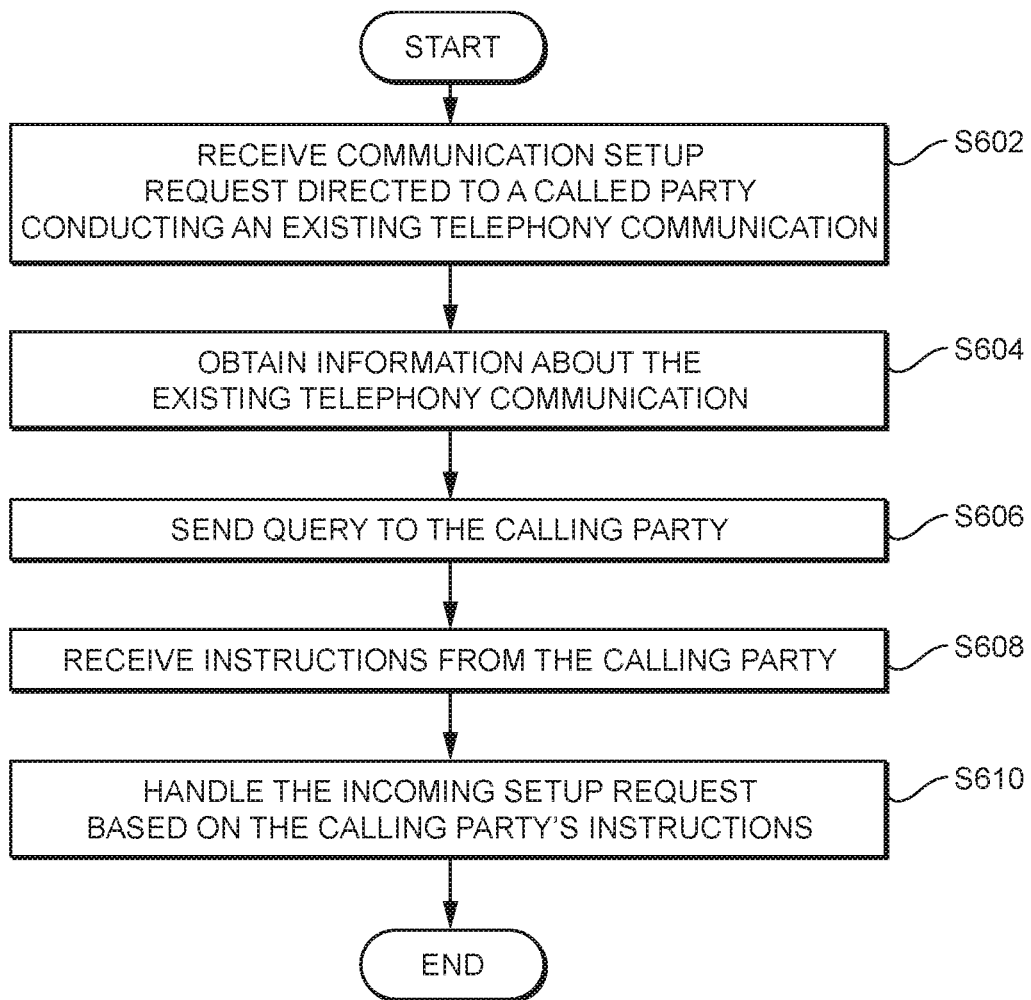 START
RECEIVE COMMUNICATION SETUP
REQUEST DIRECTED TO A CALLED PARTY
CONDUCTING AN EXISTING TELEPHONY COMMUNICATION
S602
OBTAIN INFORMATION ABOUT THE
EXISTING TELEPHONY COMMUNICATION
S604
SEND QUERY TO THE CALLING PARTY
S606
RECEIVE INSTRUCTIONS FROM THE CALLING PARTY
S608
HANDLE THE INCOMING SETUP REQUEST
BASED ON THE CALLING PARTY'S INSTRUCTIONS
S610
END